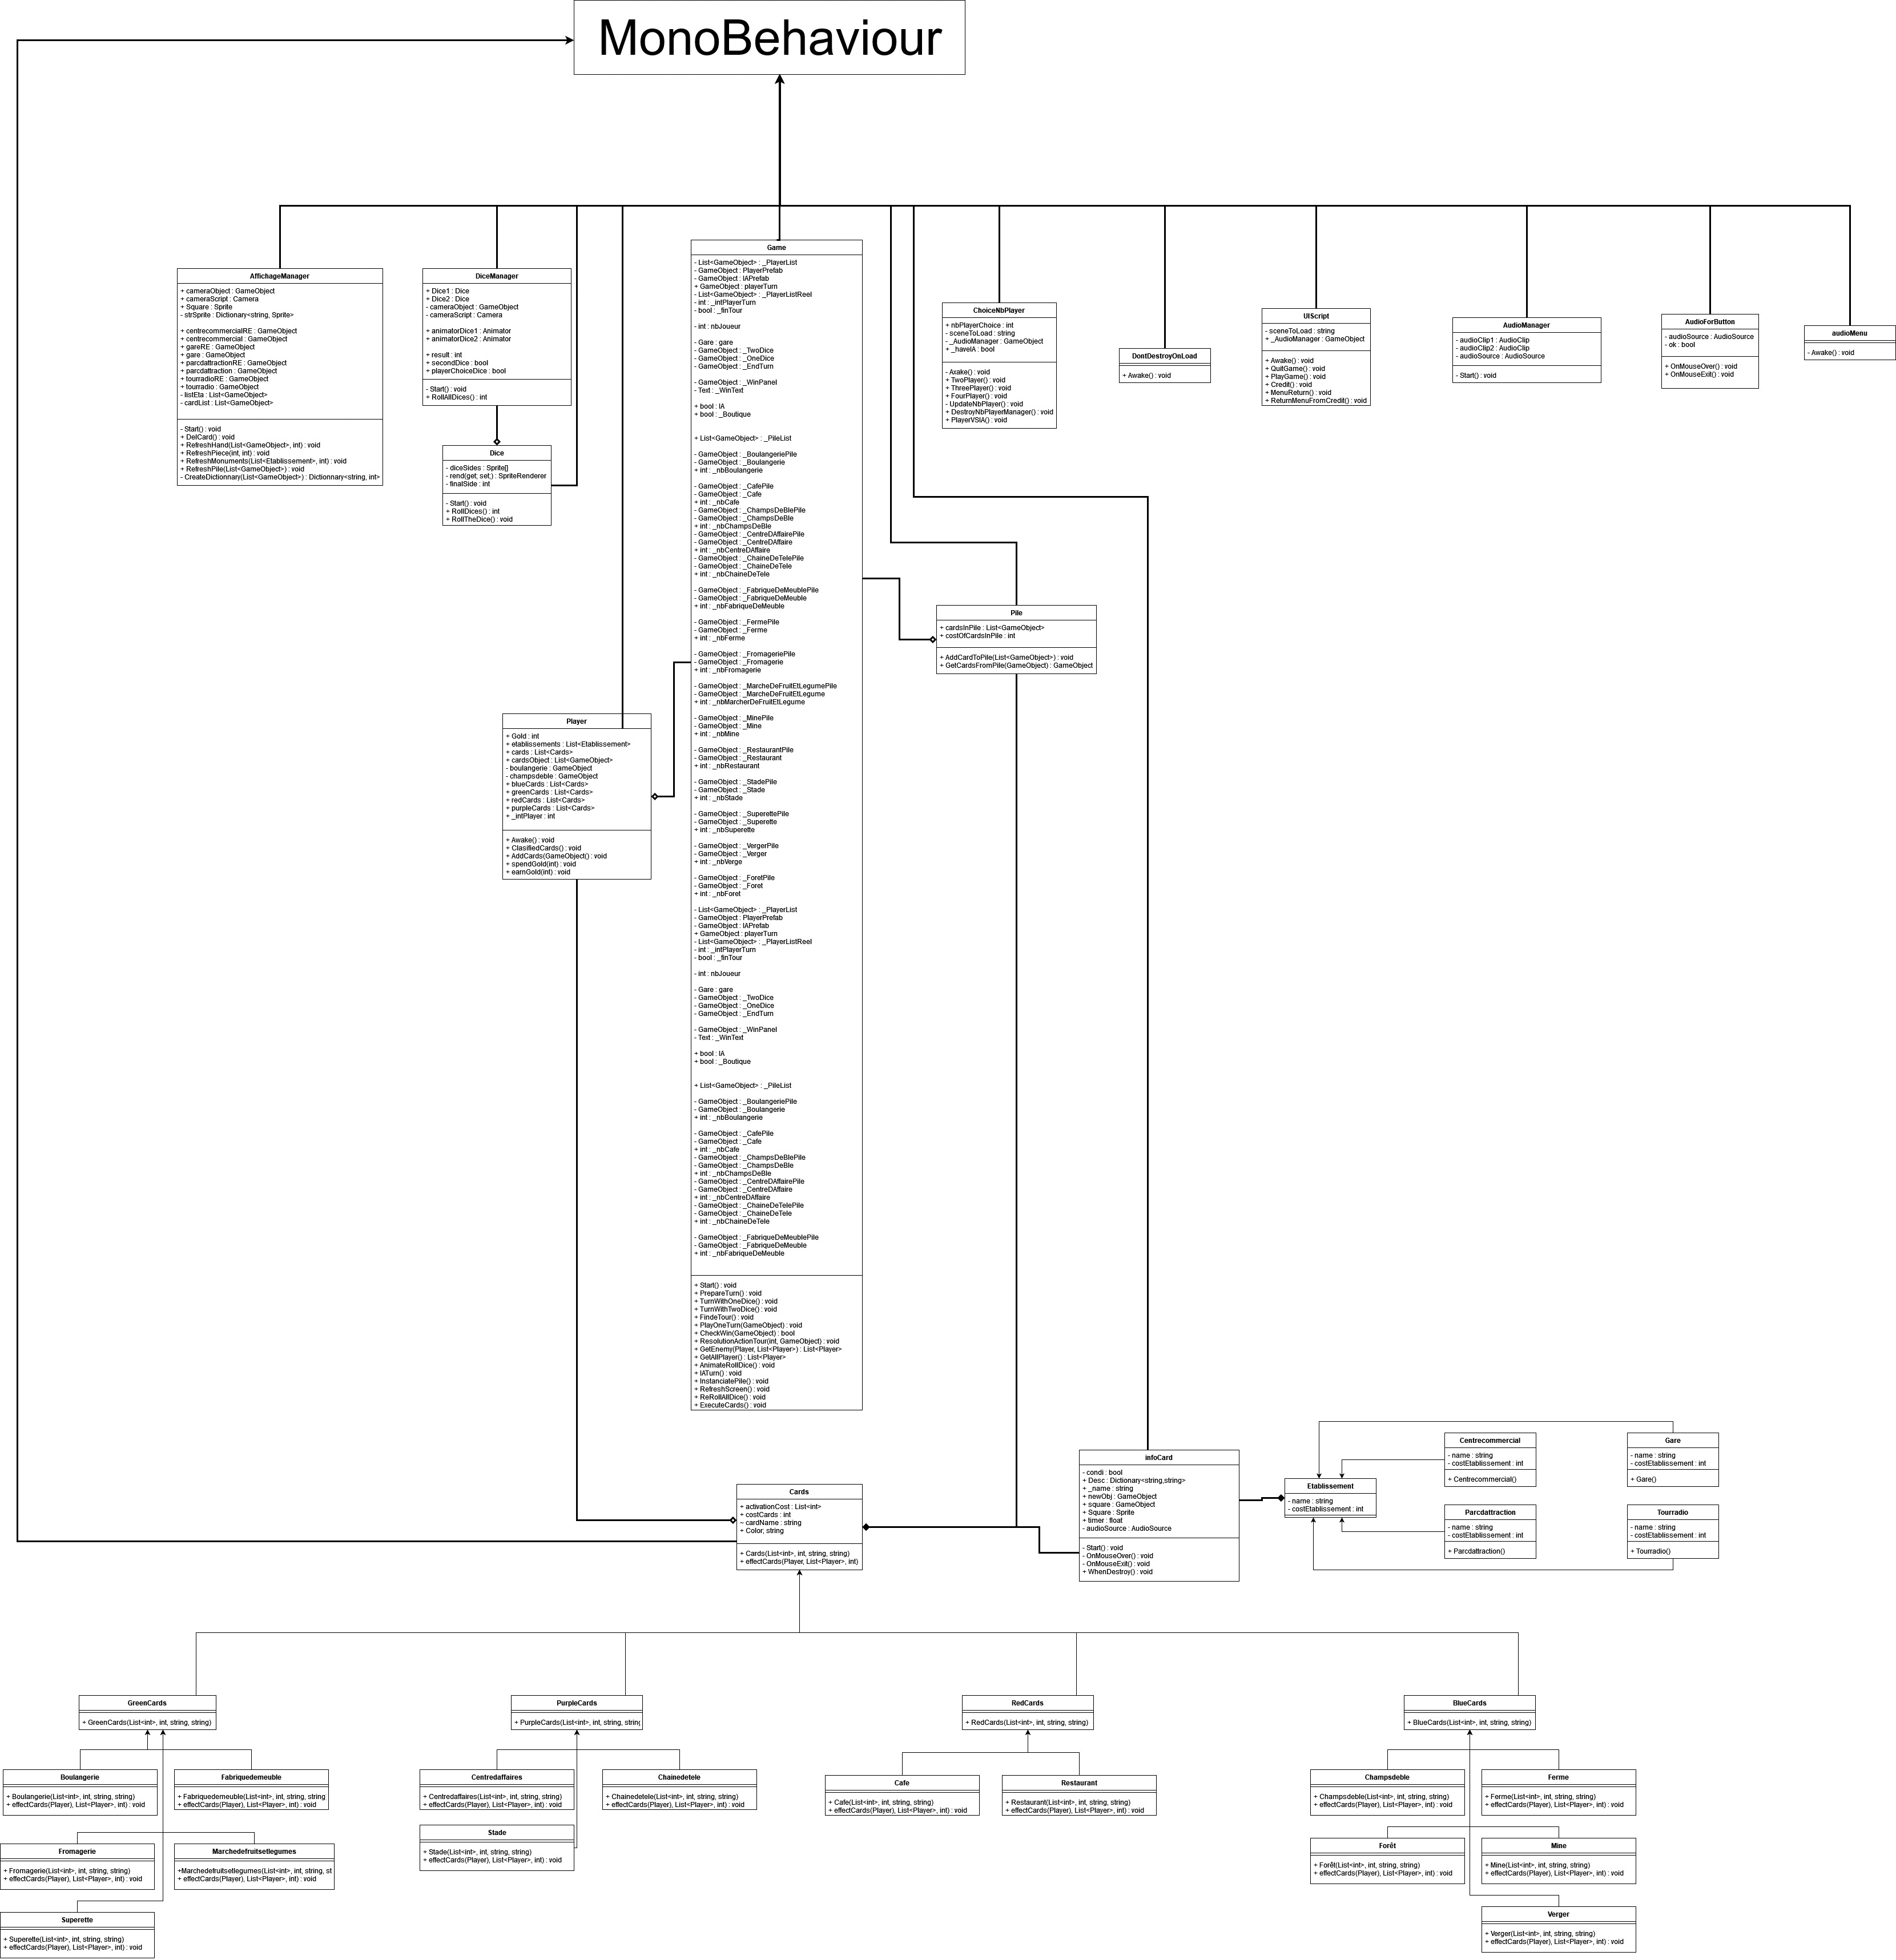 MonoBehaviour
AffichageManager
+ cameraObject : GameObject
+ cameraScript : Camera
+ Square : Sprite
- strSprite : Dictionary<string, Sprite>
+ centrecommercialRE : GameObject
+ centrecommercial : GameObject
+ gareRE : GameObject
+ gare : GameObject
+ parcdattractionRE : GameObject
+ parcdattraction : GameObject
+ tourradioRE : GameObject
+ tourradio : GameObject
- listEta : List<GameObject>
- cardList : List<GameObject>
- Start() : void
+ DelCard() : void
+ RefreshHand(List<GameObject>, int) : void
+ RefreshPiece(int, int) : void
+ RefreshMonuments(List<Etablissement>, int) : void
+ RefreshPile(List<GameObject>) : void
- CreateDictionnary(List<GameObject>) : Dictionnary<string, int>
DiceManager
+ Dice1 : Dice
+ Dice2 : Dice
- cameraObject : GameObject
- cameraScript : Camera
+ animatorDice1 : Animator
+ animatorDice2 : Animator
+ result : int
+ secondDice : bool
+ playerChoiceDice : bool
- Start() : void
+ RollAllDices() : int
Dice
- diceSides : Sprite[]
- rend(get; set;) : SpriteRenderer
- finalSide : int
- Start() : void
+ RollDices() : int
+ RollTheDice() : void
Game
- List<GameObject> : _PlayerList
- GameObject : PlayerPrefab
- GameObject : IAPrefab
+ GameObject : playerTurn
- List<GameObject> : _PlayerListReel
- int : _intPlayerTurn
- bool : _finTour
- int : nbJoueur
- Gare : gare
- GameObject : _TwoDice
- GameObject : _OneDice
- GameObject : _EndTurn
- GameObject : _WinPanel
- Text : _WinText
+ bool : IA
+ bool : _Boutique
+ List<GameObject> : _PileList
- GameObject : _BoulangeriePile
- GameObject : _Boulangerie
+ int : _nbBoulangerie
- GameObject : _CafePile
- GameObject : _Cafe
+ int : _nbCafe
- GameObject : _ChampsDeBlePile
- GameObject : _ChampsDeBle
+ int : _nbChampsDeBle
- GameObject : _CentreDAffairePile
- GameObject : _CentreDAffaire
+ int : _nbCentreDAffaire
- GameObject : _ChaineDeTelePile
- GameObject : _ChaineDeTele
+ int : _nbChaineDeTele
- GameObject : _FabriqueDeMeublePile
- GameObject : _FabriqueDeMeuble
+ int : _nbFabriqueDeMeuble
- GameObject : _FermePile
- GameObject : _Ferme
+ int : _nbFerme
- GameObject : _FromageriePile
- GameObject : _Fromagerie
+ int : _nbFromagerie
- GameObject : _MarcheDeFruitEtLegumePile
- GameObject : _MarcheDeFruitEtLegume
+ int : _nbMarcherDeFruitEtLegume
- GameObject : _MinePile
- GameObject : _Mine
+ int : _nbMine
- GameObject : _RestaurantPile
- GameObject : _Restaurant
+ int : _nbRestaurant
- GameObject : _StadePile
- GameObject : _Stade
+ int : _nbStade
- GameObject : _SuperettePile
- GameObject : _Superette
+ int : _nbSuperette
- GameObject : _VergerPile
- GameObject : _Verger
+ int : _nbVerge
- GameObject : _ForetPile
- GameObject : _Foret
+ int : _nbForet
- List<GameObject> : _PlayerList
- GameObject : PlayerPrefab
- GameObject : IAPrefab
+ GameObject : playerTurn
- List<GameObject> : _PlayerListReel
- int : _intPlayerTurn
- bool : _finTour
- int : nbJoueur
- Gare : gare
- GameObject : _TwoDice
- GameObject : _OneDice
- GameObject : _EndTurn
- GameObject : _WinPanel
- Text : _WinText
+ bool : IA
+ bool : _Boutique
+ List<GameObject> : _PileList
- GameObject : _BoulangeriePile
- GameObject : _Boulangerie
+ int : _nbBoulangerie
- GameObject : _CafePile
- GameObject : _Cafe
+ int : _nbCafe
- GameObject : _ChampsDeBlePile
- GameObject : _ChampsDeBle
+ int : _nbChampsDeBle
- GameObject : _CentreDAffairePile
- GameObject : _CentreDAffaire
+ int : _nbCentreDAffaire
- GameObject : _ChaineDeTelePile
- GameObject : _ChaineDeTele
+ int : _nbChaineDeTele
- GameObject : _FabriqueDeMeublePile
- GameObject : _FabriqueDeMeuble
+ int : _nbFabriqueDeMeuble
+ Start() : void
+ PrepareTurn() : void
+ TurnWithOneDice() : void
+ TurnWithTwoDice() : void
+ FindeTour() : void
+ PlayOneTurn(GameObject) : void
+ CheckWin(GameObject) : bool
+ ResolutionActionTour(int, GameObject) : void
+ GetEnemy(Player, List<Player>) : List<Player>
+ GetAllPlayer() : List<Player>
+ AnimateRollDice() : void
+ IATurn() : void
+ InstanciatePile() : void
+ RefreshScreen() : void
+ ReRollAllDice() : void
+ ExecuteCards() : void
ChoiceNbPlayer
+ nbPlayerChoice : int
- sceneToLoad : string
- _AudioManager : GameObject
+ _haveIA : bool
- Axake() : void
+ TwoPlayer() : void
+ ThreePlayer() : void
+ FourPlayer() : void
- UpdateNbPlayer() : void
+ DestroyNbPlayerManager() : void
+ PlayerVSIA() : void
DontDestroyOnLoad
+ Awake() : void
UIScript
- sceneToLoad : string
+ _AudioManager : GameObject
+ Awake() : void
+ QuitGame() : void
+ PlayGame() : void
+ Credit() : void
+ MenuReturn() : void
+ ReturnMenuFromCredit() : void
AudioManager
- audioClip1 : AudioClip
- audioClip2 : AudioClip
- audioSource : AudioSource
- Start() : void
AudioForButton
- audioSource : AudioSource
- ok : bool
+ OnMouseOver() : void
+ OnMouseExit() : void
audioMenu
- Awake() : void
Pile
+ cardsInPile : List<GameObject>
+ costOfCardsInPile : int
+ AddCardToPile(List<GameObject>) : void
+ GetCardsFromPile(GameObject) : GameObject
Player
+ Gold : int
+ etablissements : List<Etablissement>
+ cards : List<Cards>
+ cardsObject : List<GameObject>
- boulangerie : GameObject
- champsdeble : GameObject
+ blueCards : List<Cards>
+ greenCards : List<Cards>
+ redCards : List<Cards>
+ purpleCards : List<Cards>
+ _intPlayer : int
+ Awake() : void
+ ClasifiedCards() : void
+ AddCards(GameObject() : void
+ spendGold(int) : void
+ earnGold(int) : void
Cards
+ activationCost : List<int>
+ costCards : int
~ cardName : string
+ Color; string
+ Cards(List<int>, int, string, string)
+ effectCards(Player, List<Player>, int)
infoCard
- condi : bool
+ Desc : Dictionary<string,string>
+ _name : string
+ newObj : GameObject
+ square : GameObject
+ Square : Sprite
+ timer : float
- audioSource : AudioSource
- Start() : void
- OnMouseOver() : void
- OnMouseExit() : void
+ WhenDestroy() : void
Etablissement
- name : string
- costEtablissement : int
Centrecommercial
- name : string
- costEtablissement : int
+ Centrecommercial()
Gare
- name : string
- costEtablissement : int
+ Gare()
Parcdattraction
- name : string
- costEtablissement : int
+ Parcdattraction()
Tourradio
- name : string
- costEtablissement : int
+ Tourradio()
GreenCards
+ GreenCards(List<int>, int, string, string)
PurpleCards
+ PurpleCards(List<int>, int, string, string
RedCards
+ RedCards(List<int>, int, string, string)
BlueCards
+ BlueCards(List<int>, int, string, string)
Boulangerie
+ Boulangerie(List<int>, int, string, string)
+ effectCards(Player), List<Player>, int) : void
Fabriquedemeuble
+ Fabriquedemeuble(List<int>, int, string, string
+ effectCards(Player), List<Player>, int) : void
Fromagerie
+ Fromagerie(List<int>, int, string, string)
+ effectCards(Player), List<Player>, int) : void
Marchedefruitsetlegumes
+Marchedefruitsetlegumes(List<int>, int, string, st
+ effectCards(Player), List<Player>, int) : void
Superette
+ Superette(List<int>, int, string, string)
+ effectCards(Player), List<Player>, int) : void
Centredaffaires
+ Centredaffaires(List<int>, int, string, string)
+ effectCards(Player), List<Player>, int) : void
Chainedetele
+ Chainedetele(List<int>, int, string, string)
+ effectCards(Player), List<Player>, int) : void
Stade
+ Stade(List<int>, int, string, string)
+ effectCards(Player), List<Player>, int) : void
Cafe
+ Cafe(List<int>, int, string, string)
+ effectCards(Player), List<Player>, int) : void
Restaurant
+ Restaurant(List<int>, int, string, string)
+ effectCards(Player), List<Player>, int) : void
Champsdeble
+ Champsdeble(List<int>, int, string, string)
+ effectCards(Player), List<Player>, int) : void
Ferme
+ Ferme(List<int>, int, string, string)
+ effectCards(Player), List<Player>, int) : void
Forêt
+ Forêt(List<int>, int, string, string)
+ effectCards(Player), List<Player>, int) : void
Mine
+ Mine(List<int>, int, string, string)
+ effectCards(Player), List<Player>, int) : void
Verger
+ Verger(List<int>, int, string, string)
+ effectCards(Player), List<Player>, int) : void